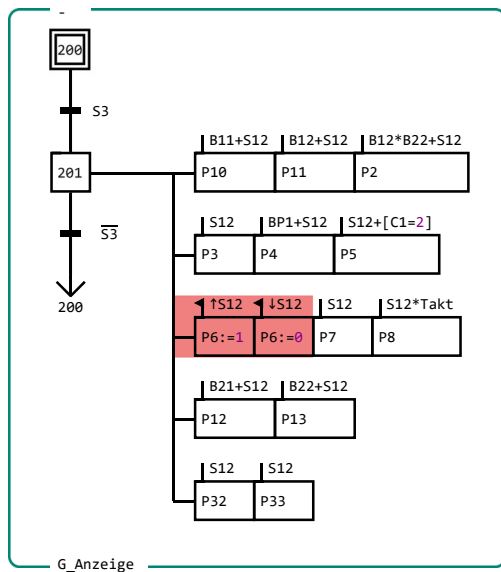 -
200
S3
B11+S12 B12+S12 B12*B22+S12
201 P10 P11 P2
S3
S12 BP1+S12 S12+[C1=2]
P3 P4 P5
200
↑S12 ↓S12 S12 S12*Takt
P6:=1 P6:=0 P7 P8
B21+S12 B22+S12
P12 P13
S12 S12
P32 P33
G_Anzeige